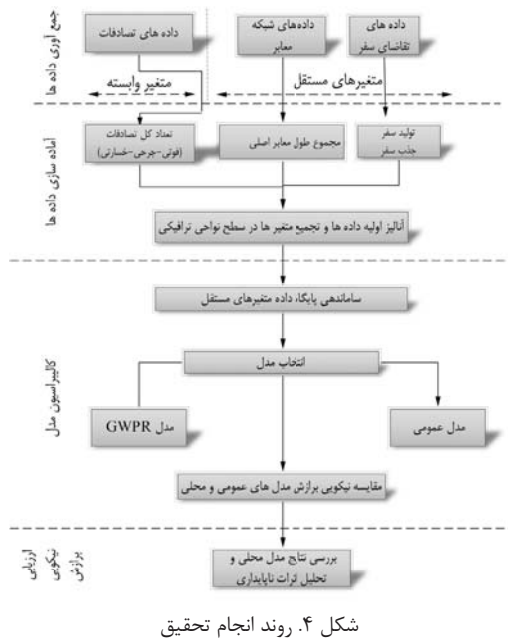 جمع آوری داده ها
داده های
تقاضای سفر
داده‌های شبکه
معابر
داده های تصادفات
متغیرهای مستقل
متغیر وابسته
آماده سازی داده ها
تولید سفر
جذب سفر
مجموع طول معابر اصلی
تعداد کل تصادفات
(فوتی-جرحی-خسارتی)
آنالیز اولیه داده ها و تجمیع متغیر ها در سطح نواحی ترافیکی
کالیبراسیون مدل
ساماندهی پایگاه داده متغیرهای مستقل
انتخاب مدل
مدل عمومی
مدل GWPR
مقایسه نیکویی برازش مدل های عمومی و محلی
ارزیابی
نیکویی
برازش
بررسی نتاج مدل محلی و
تحلیل اثرات ناپایداری
شکل ۴. روند انجام تحقیق